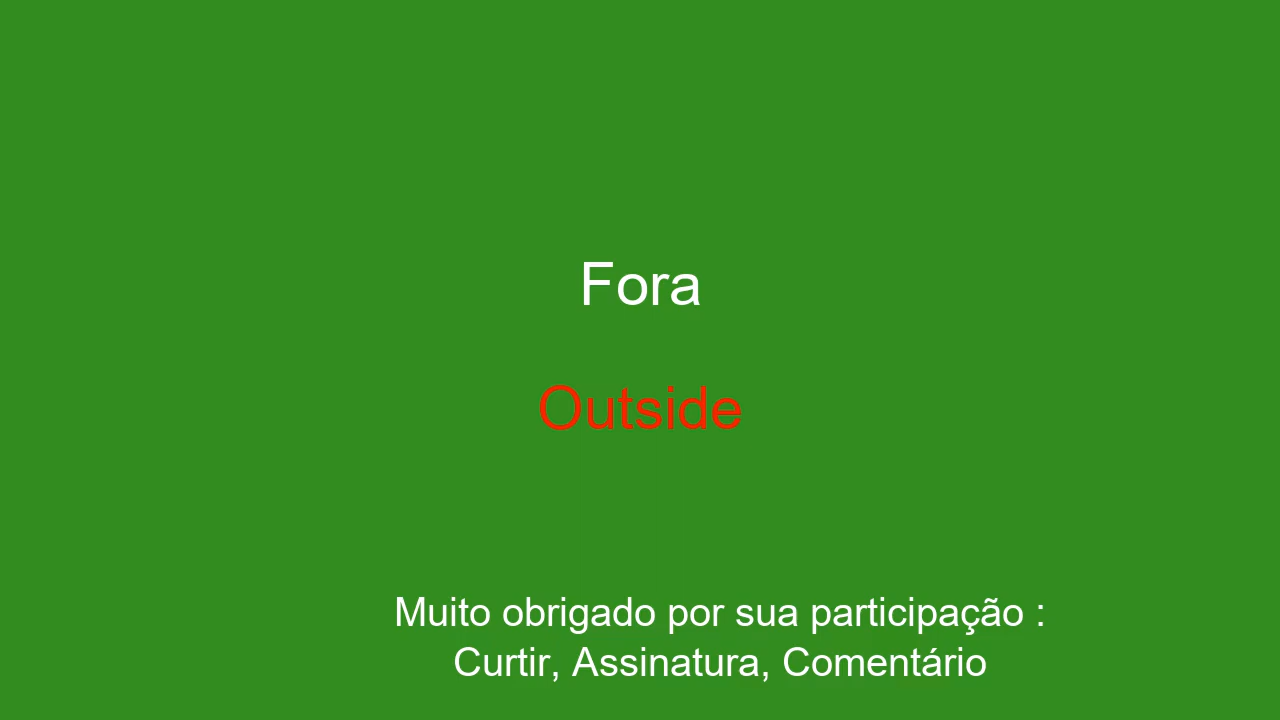 Fora
Outside
Muito obrigado por sua participação :
Curtir, Assinatura, Comentário